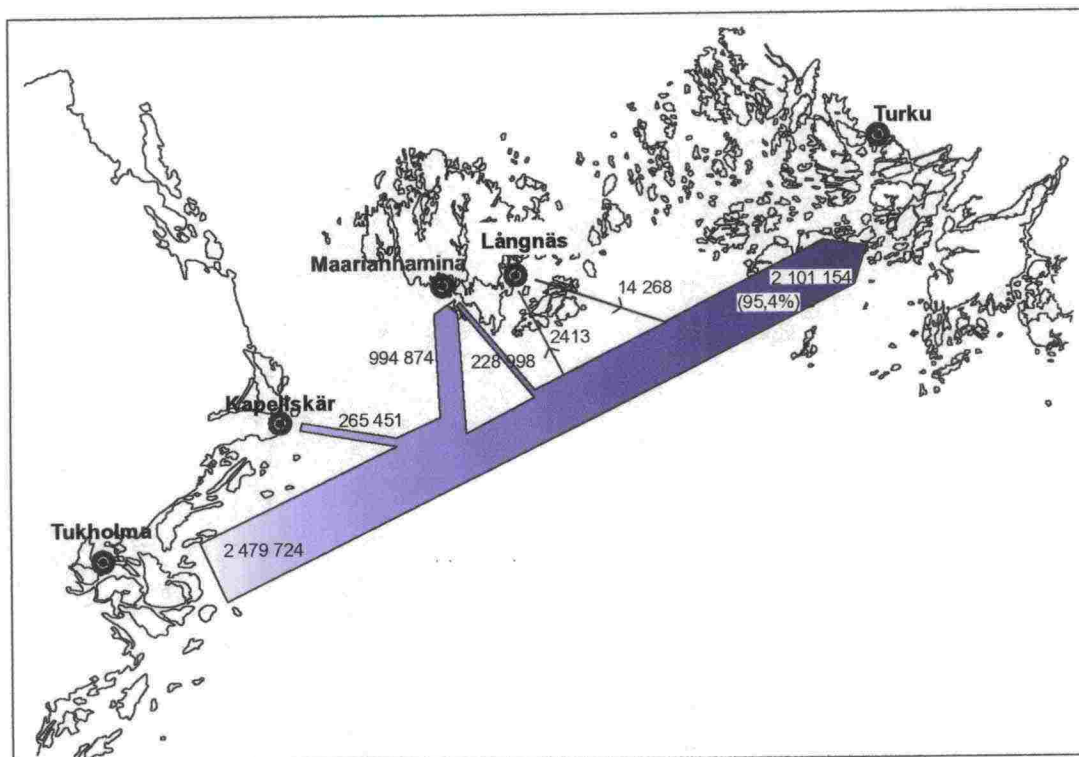 Turku
Långnäs
Maarianhamina
14 268
2 101 154
(95,4%)
2413
994 874
228 998
Kapellskär
265 451
Tukholma
2 479 724